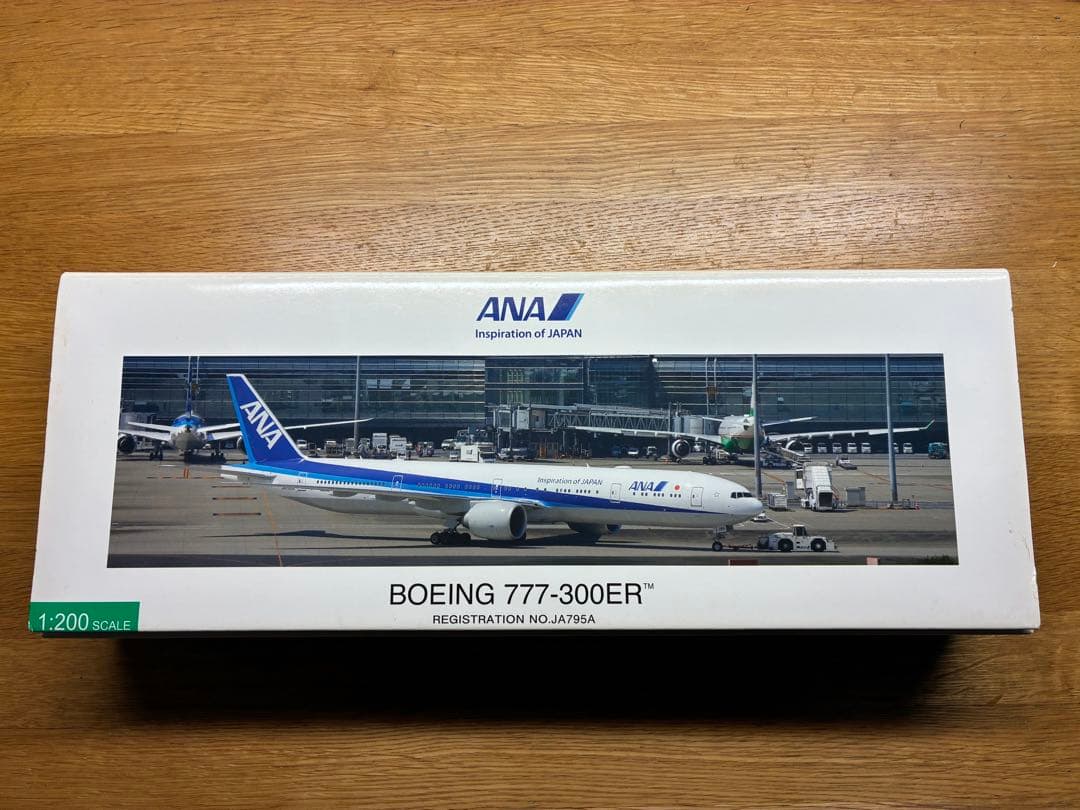 ANA
Inspiration of JAPAN
ANA
Inspiration of JAPAN
ANA
BOEING 777-300ER™
REGISTRATION NO.JA795A
1:200 SCALE